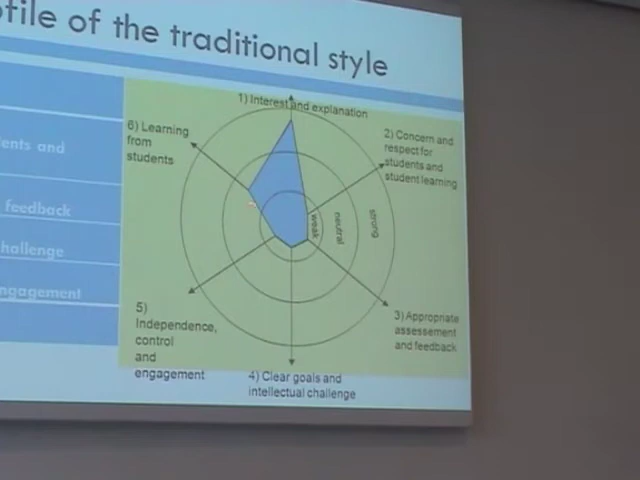 file of the traditional style
1) Interest and explanation
6) Learning
from
students
2) Concern and
respect for
students and
student learning
ents and
feedback
hallenge
ngagement
weak
neutral
strong
3) Appropriate
assessement
and feedback
5)
Independence,
control
and
engagement
4) Clear goals and
intellectual challenge